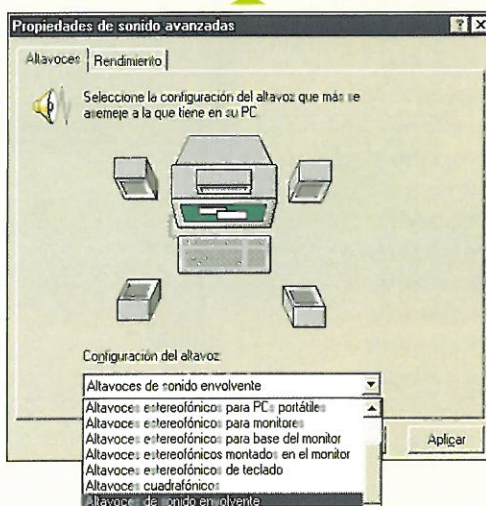 Propiedades de sonido avanzadas
Altavoces Rendimiento
Seleccione la configuración del altavoz que más se
asemeje a la que tiene en su PC
Configuración del altavoz:
Altavoces de sonido envolvente
Altavoces estereofónicos para PCs portátiles
Altavoces estereofónicos para monitores
Altavoces estereofónicos para base del monitor
Altavoces estereofónicos montados en el monitor
Altavoces estereofónicos de teclado
Altavoces cuadrafónicos
Altavoces de sonido envolvente
Aplicar